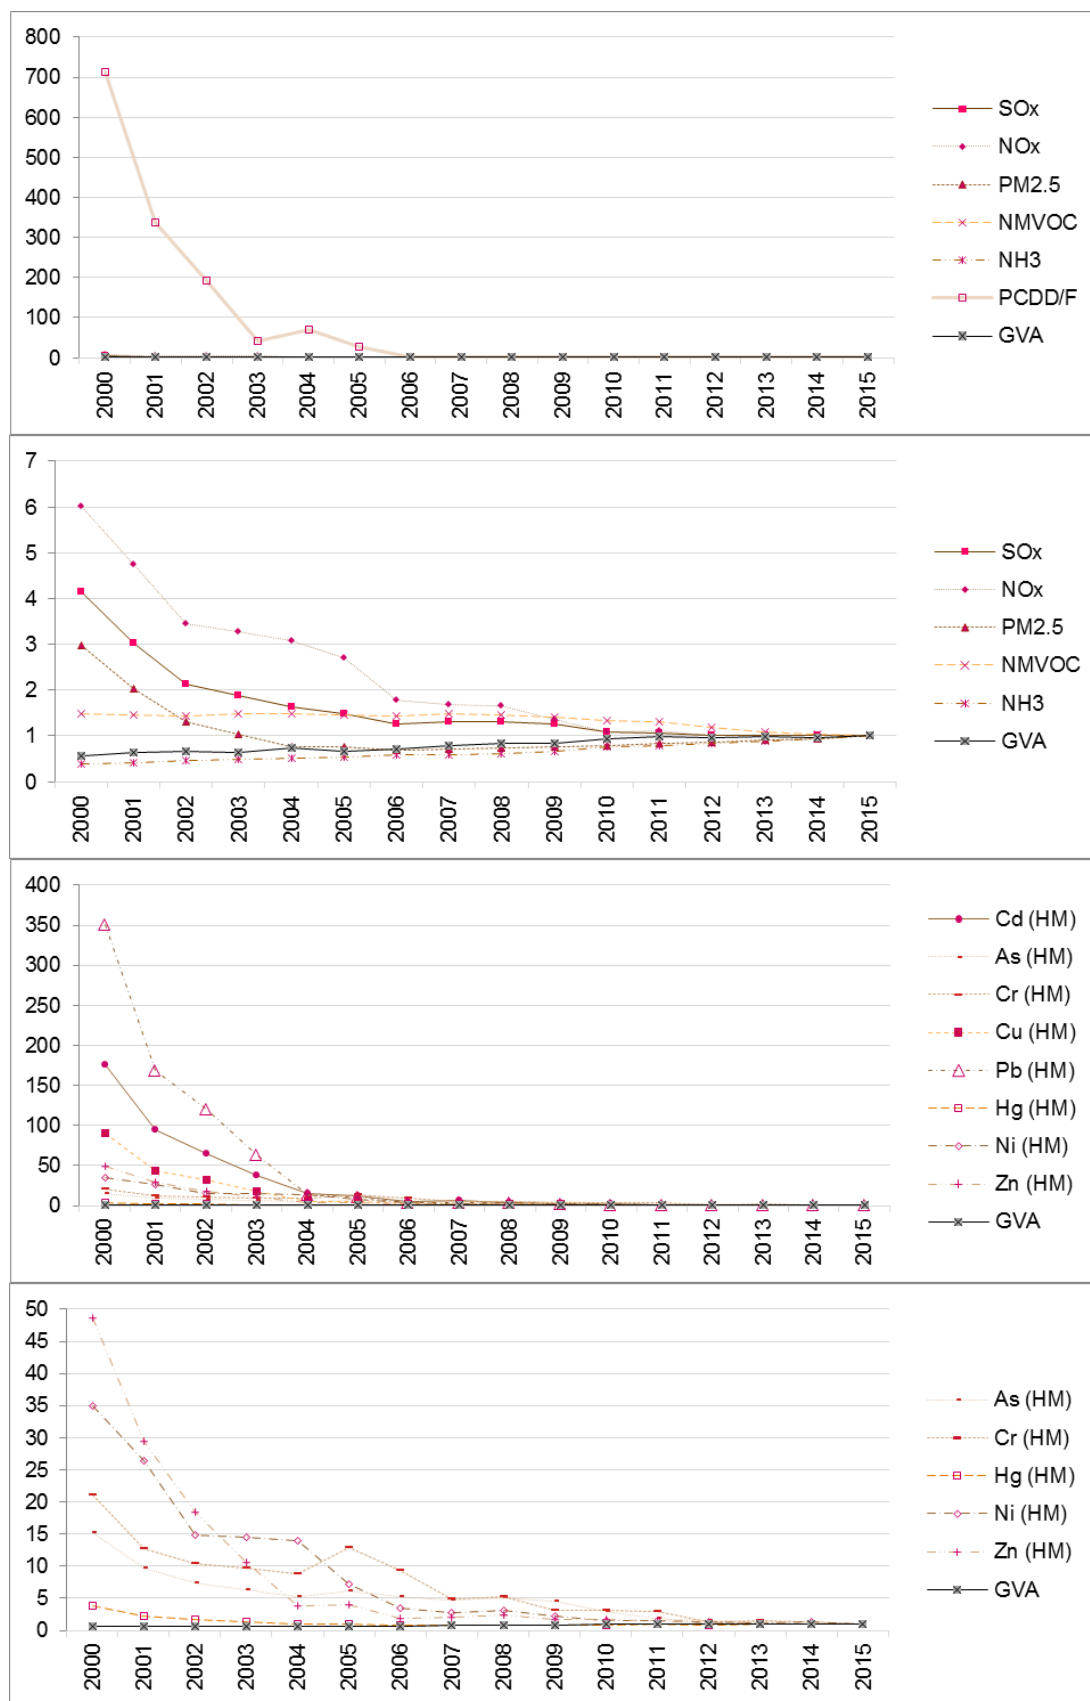 800
700
600
500
400
300
200
100
0
2000 2001 2002 2003 2004 2005 2006 2007 2008 2009 2010 2011 2012 2013 2014 2015
SOx
NOx
PM2.5
NMVOC
NH3
PCDD/F
GVA
7
6
5
4
3
2
1
0
2000 2001 2002 2003 2004 2005 2006 2007 2008 2009 2010 2011 2012 2013 2014 2015
SOx
NOx
PM2.5
NMVOC
NH3
GVA
400
350
300
250
200
150
100
50
0
2000 2001 2002 2003 2004 2005 2006 2007 2008 2009 2010 2011 2012 2013 2014 2015
Cd (HM)
As (HM)
Cr (HM)
Cu (HM)
Pb (HM)
Hg (HM)
Ni (HM)
Zn (HM)
GVA
50
45
40
35
30
25
20
15
10
5
0
2000 2001 2002 2003 2004 2005 2006 2007 2008 2009 2010 2011 2012 2013 2014 2015
As (HM)
Cr (HM)
Hg (HM)
Ni (HM)
Zn (HM)
GVA